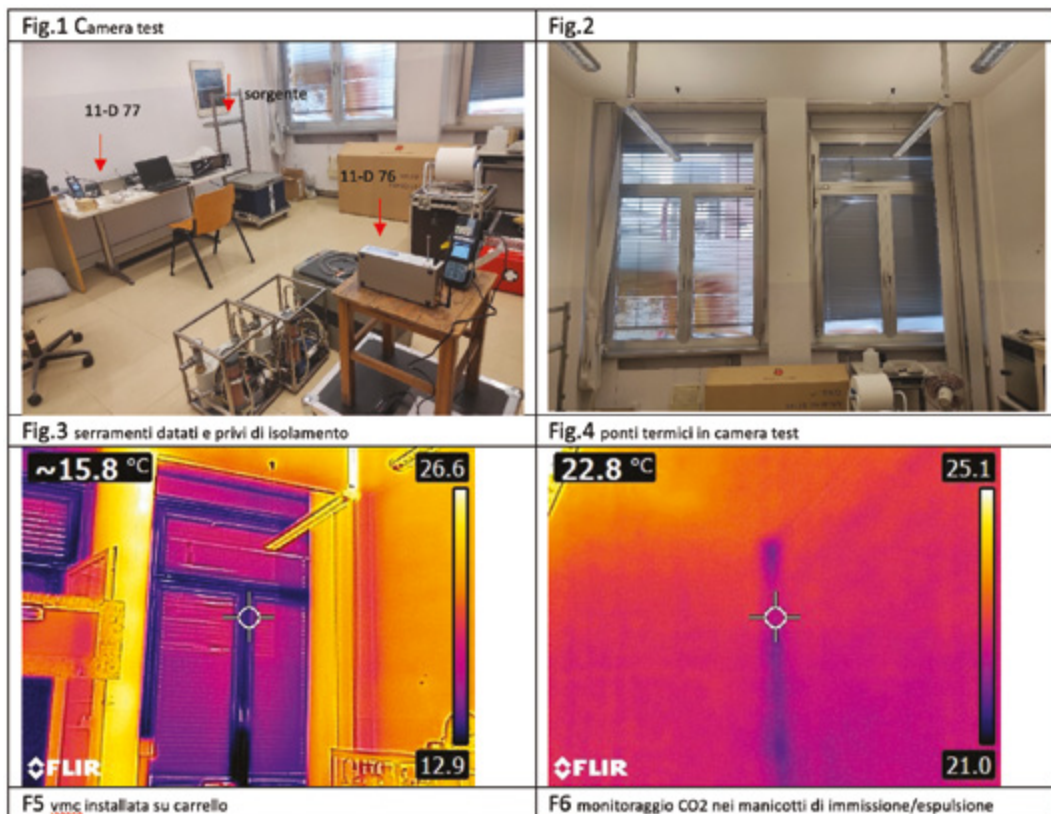 Fig.1 Camera test
Fig.2
11-D 77
sorgente
11-D 76
Fig.3 serramenti datati e privi di isolamento
Fig.4 ponti termici in camera test
~15.8 °C
26.6
22.8 °C
25.1
FLIR
12.9
FLIR
21.0
F5 vmc installata su carrello
F6 monitoraggio CO2 nei manicotti di immissione/espulsione